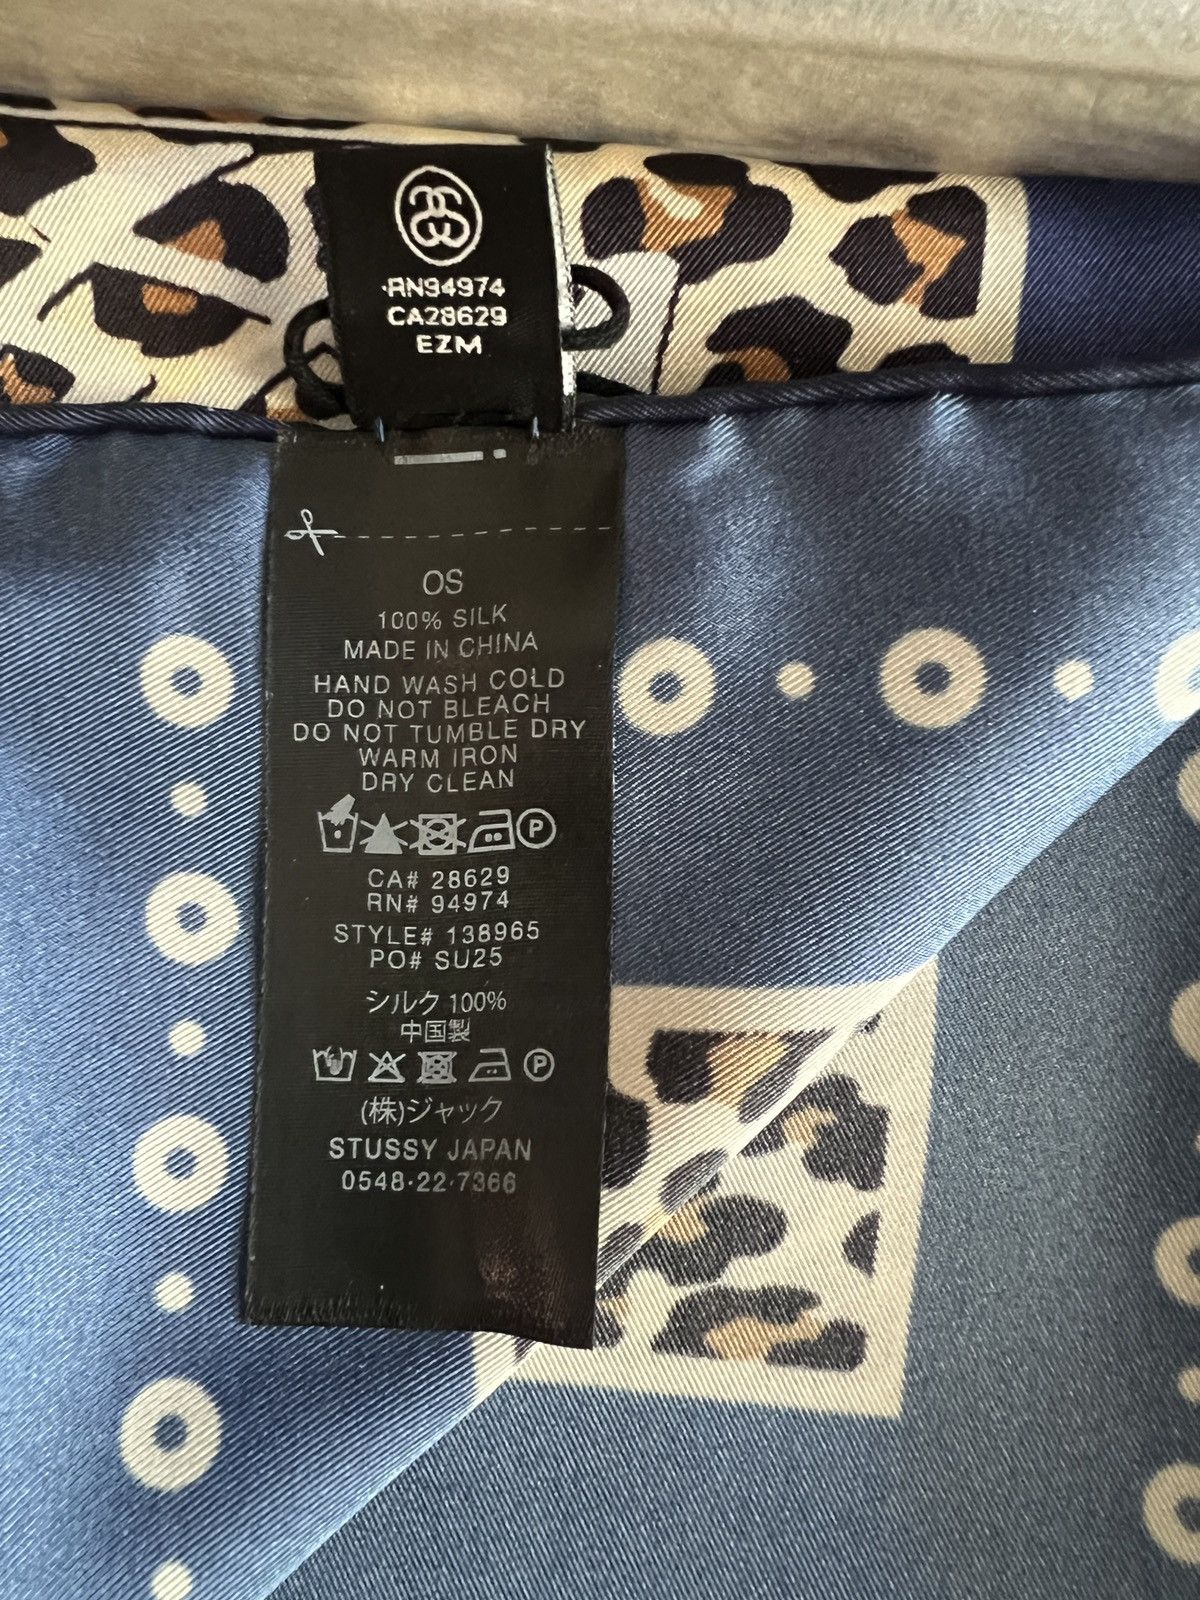 RN94974
CA28629
EZM
OS
100% SILK
MADE IN CHINA
HAND WASH COLD
DO NOT BLEACH
DO NOT TUMBLE DRY
WARM IRON
DRY CLEAN
P
CA# 28629
RN# 94974
STYLE# 138965
PO# SU25
シルク 100%
中国製
P
(株)ジャック
STUSSY JAPAN
0548-22-7366